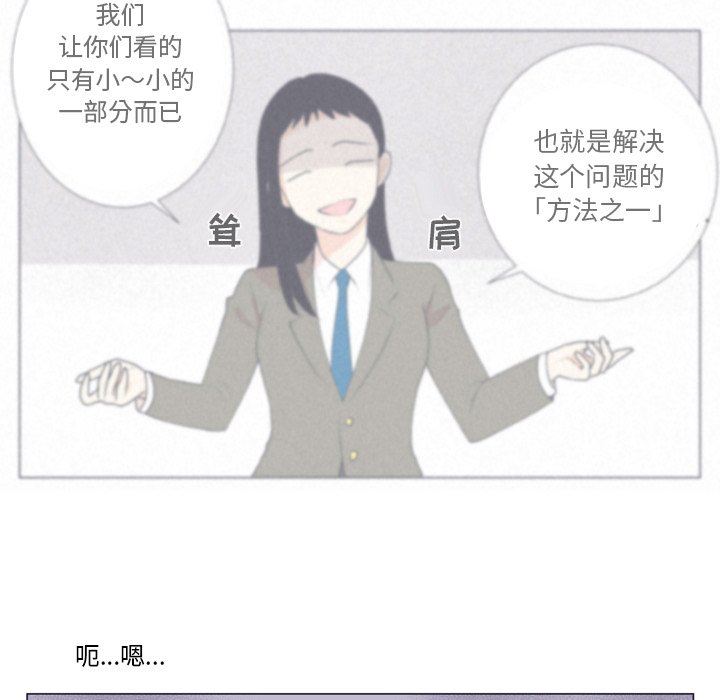 我们
让你们看的
只有小～小的
一部分而已
也就是解决
这个问题的
「方法之一」
耸 肩
呃...嗯...